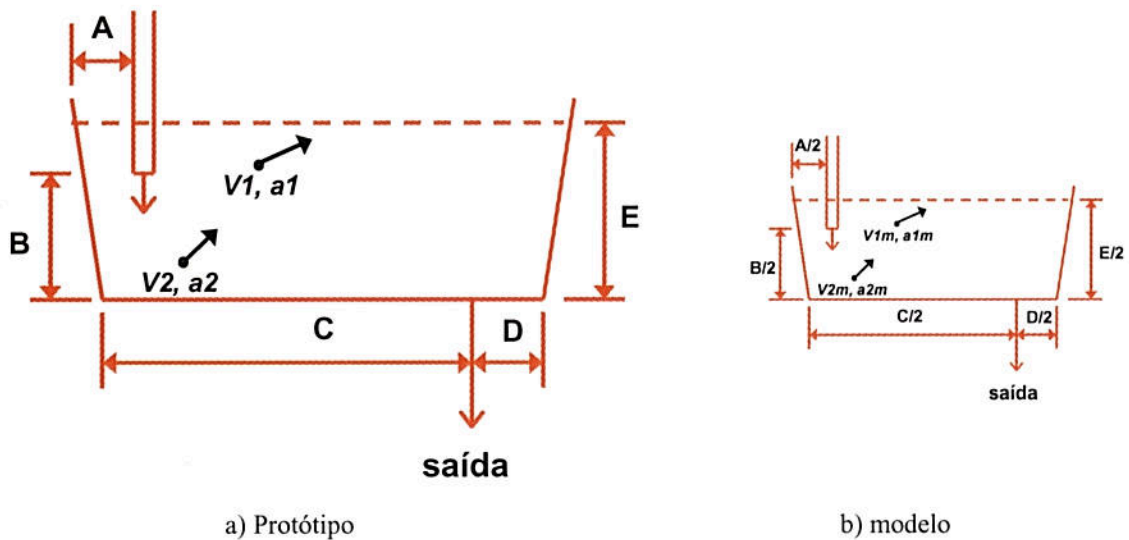 A
V1, a1
B
E
V2, a2
C
D
saída
a) Protótipo
A/2
V1m, a1m
B/2
E/2
V2m, a2m
C/2
D/2
saída
b) modelo